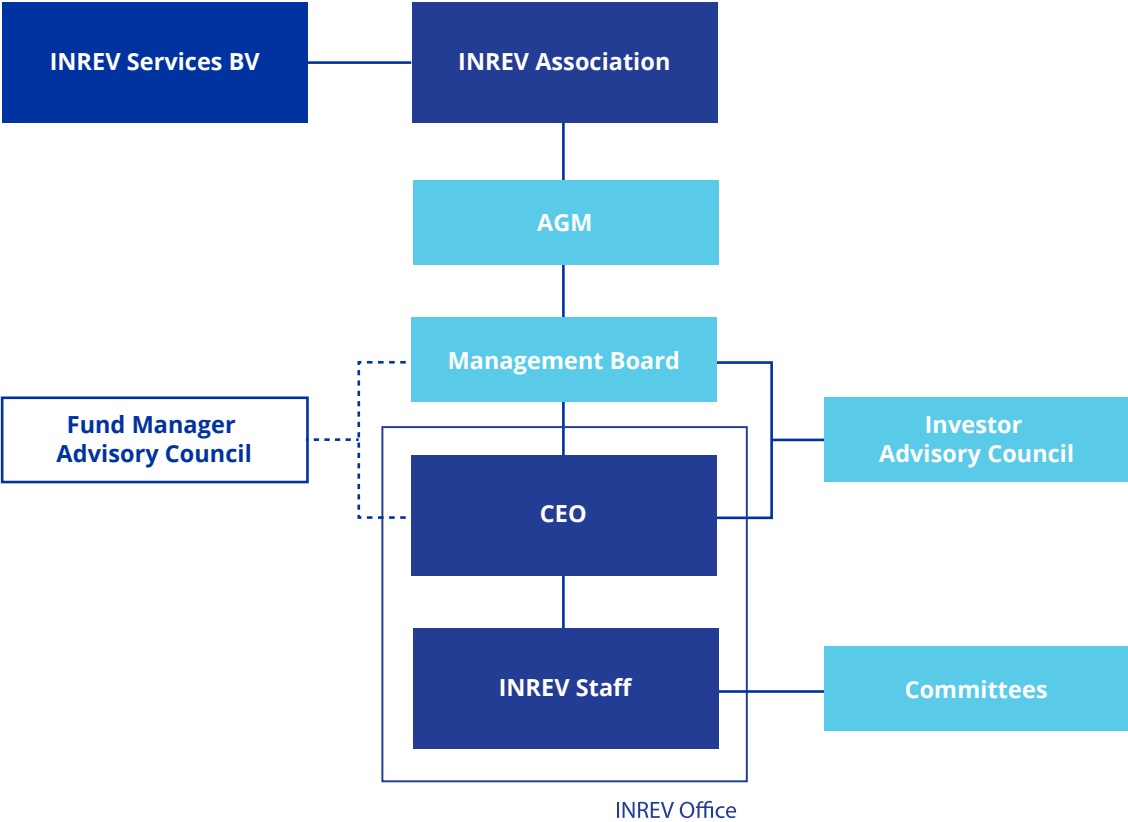 INREV Services BV
INREV Association
AGM
Management Board
Fund Manager
Advisory Council
Investor
Advisory Council
CEO
INREV Staff
Committees
INREV Office